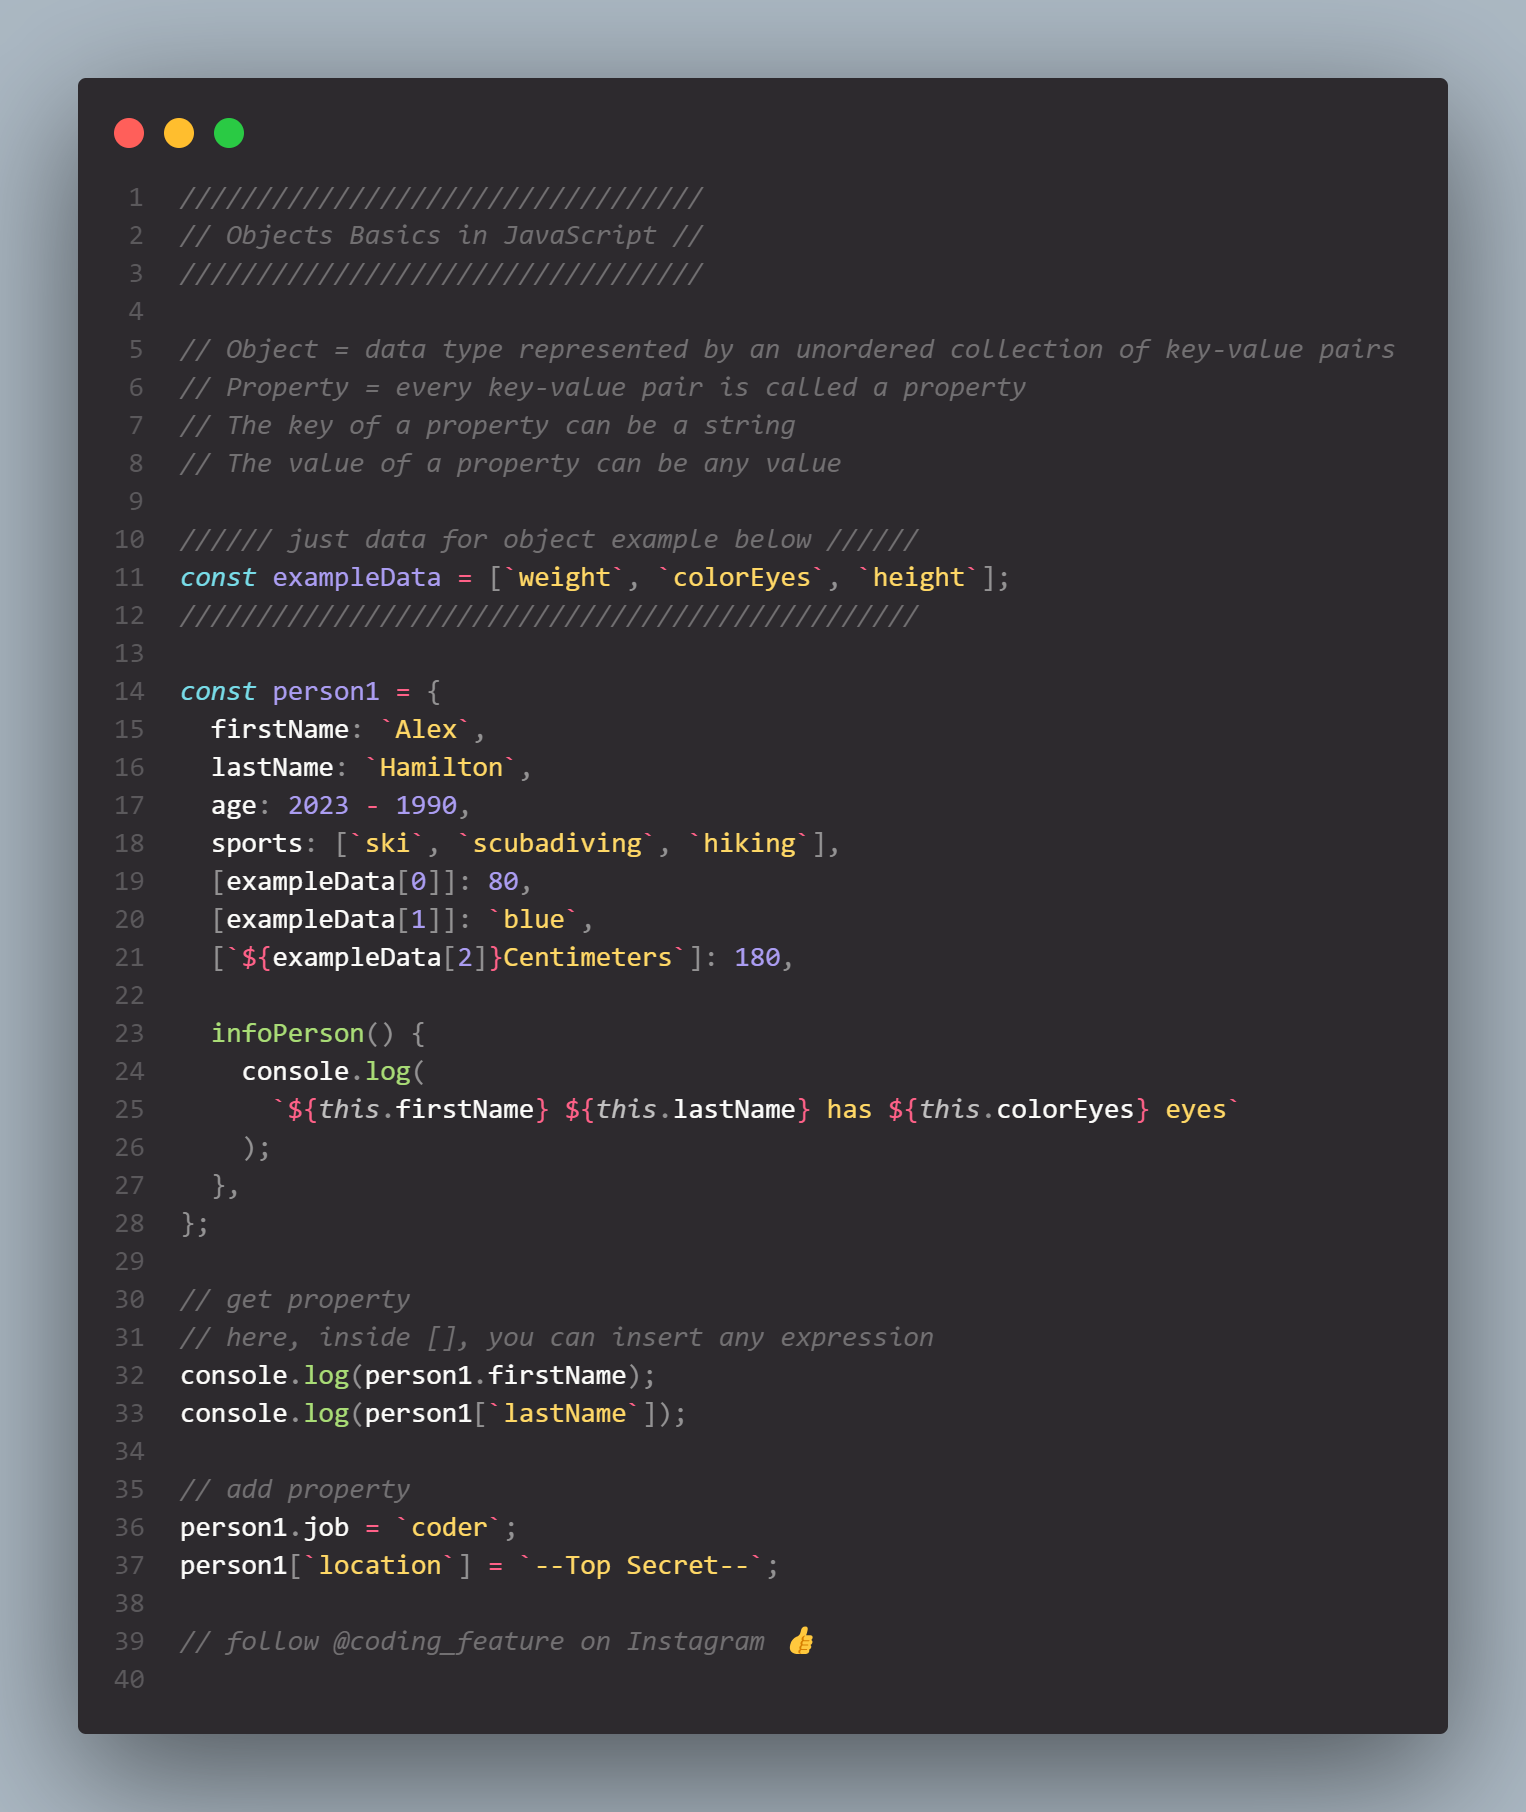 1 //////////////////////////////////
2 // Objects Basics in JavaScript //
3 //////////////////////////////////
4
5 // Object = data type represented by an unordered collection of key-value pairs
6 // Property = every key-value pair is called a property
7 // The key of a property can be a string
8 // The value of a property can be any value
9
10 ////// just data for object example below //////
11 const exampleData = [`weight`, `colorEyes`, `height`];
12 ////////////////////////////////////////////////
13
14 const person1 = {
15   firstName: `Alex`,
16   lastName: `Hamilton`,
17   age: 2023 - 1990,
18   sports: [`ski`, `scubadiving`, `hiking`],
19   [exampleData[0]]: 80,
20   [exampleData[1]]: `blue`,
21   [`${exampleData[2]}Centimeters`]: 180,
22
23   infoPerson() {
24     console.log(
25       `${this.firstName} ${this.lastName} has ${this.colorEyes} eyes`
26     );
27   },
28 };
29
30 // get property
31 // here, inside [], you can insert any expression
32 console.log(person1.firstName);
33 console.log(person1[`lastName`]);
34
35 // add property
36 person1.job = `coder`;
37 person1[`location`] = `--Top Secret--`;
38
39 // follow @coding_feature on Instagram 👍
40